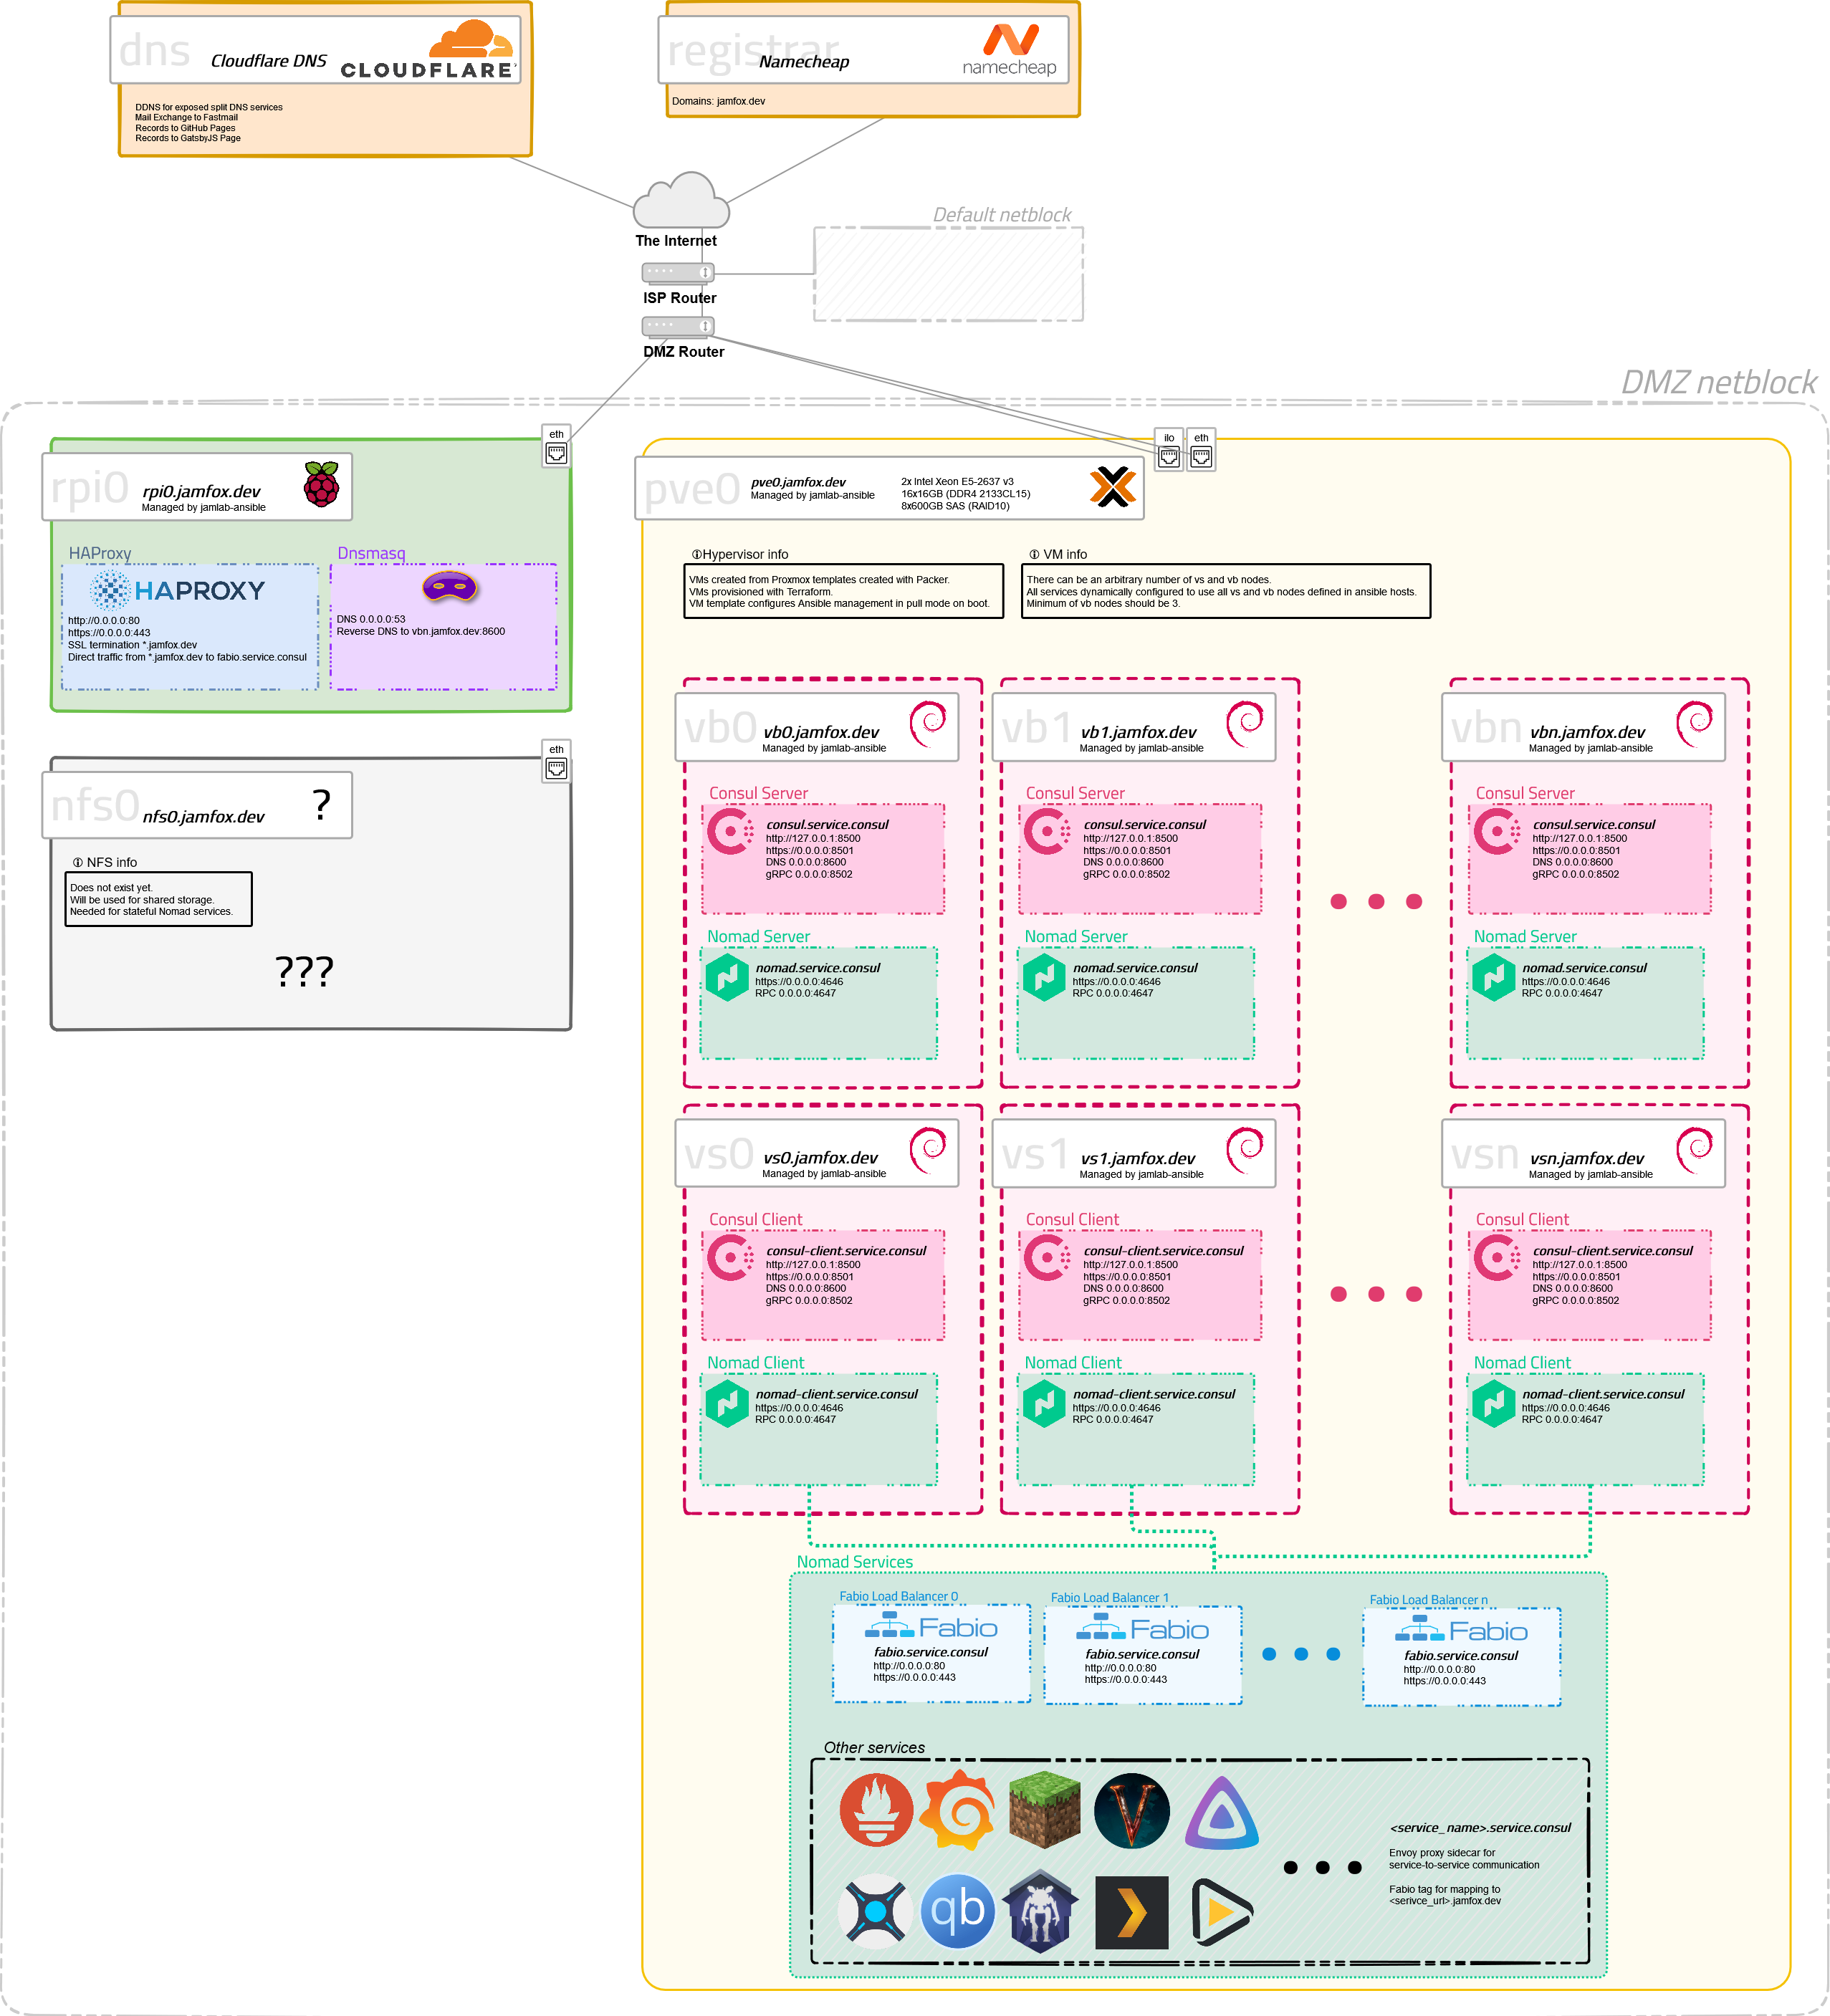 dns
Cloudflare DNS
CLOUDFLARE
DDNS for exposed split DNS services
Mail Exchange to Fastmail
Records to GitHub Pages
Records to GatsbyJS Page
registrar
Namecheap
namecheap
Domains: jamfox.dev
The Internet
ISP Router
DMZ Router
Default netblock
DMZ netblock
eth
rpi0
rpi0.jamfox.dev
Managed by jamlab-ansible
HAProxy
HAPROXY
http://0.0.0.0:80
https://0.0.0.0:443
SSL termination *.jamfox.dev
Direct traffic from *.jamfox.dev to fabio.service.consul
Dnsmasq
DNS 0.0.0.0:53
Reverse DNS to vbn.jamfox.dev:8600
eth
nfs0
nfs0.jamfox.dev
?
NFS info
Does not exist yet.
Will be used for shared storage.
Needed for stateful Nomad services.
???
ilo
eth
pve0
pve0.jamfox.dev
Managed by jamlab-ansible
2x Intel Xeon E5-2637 v3
16x16GB (DDR4 2133CL15)
8x600GB SAS (RAID10)
Hypervisor info
VMs created from Proxmox templates created with Packer.
VMs provisioned with Terraform.
VM template configures Ansible management in pull mode on boot.
VM info
There can be an arbitrary number of vs and vb nodes.
All services dynamically configured to use all vs and vb nodes defined in ansible hosts.
Minimum of vb nodes should be 3.
vb0
vb0.jamfox.dev
Managed by jamlab-ansible
Consul Server
consul.service.consul
http://127.0.0.1:8500
https://0.0.0.0:8501
DNS 0.0.0.0:8600
gRPC 0.0.0.0:8502
Nomad Server
nomad.service.consul
https://0.0.0.0:4646
RPC 0.0.0.0:4647
vb1
vb1.jamfox.dev
Managed by jamlab-ansible
Consul Server
consul.service.consul
http://127.0.0.1:8500
https://0.0.0.0:8501
DNS 0.0.0.0:8600
gRPC 0.0.0.0:8502
Nomad Server
nomad.service.consul
https://0.0.0.0:4646
RPC 0.0.0.0:4647
vbn
vbn.jamfox.dev
Managed by jamlab-ansible
Consul Server
consul.service.consul
http://127.0.0.1:8500
https://0.0.0.0:8501
DNS 0.0.0.0:8600
gRPC 0.0.0.0:8502
Nomad Server
nomad.service.consul
https://0.0.0.0:4646
RPC 0.0.0.0:4647
vs0
vs0.jamfox.dev
Managed by jamlab-ansible
Consul Client
consul-client.service.consul
http://127.0.0.1:8500
https://0.0.0.0:8501
DNS 0.0.0.0:8600
gRPC 0.0.0.0:8502
Nomad Client
nomad-client.service.consul
https://0.0.0.0:4646
RPC 0.0.0.0:4647
vs1
vs1.jamfox.dev
Managed by jamlab-ansible
Consul Client
consul-client.service.consul
http://127.0.0.1:8500
https://0.0.0.0:8501
DNS 0.0.0.0:8600
gRPC 0.0.0.0:8502
Nomad Client
nomad-client.service.consul
https://0.0.0.0:4646
RPC 0.0.0.0:4647
vsn
vsn.jamfox.dev
Managed by jamlab-ansible
Consul Client
consul-client.service.consul
http://127.0.0.1:8500
https://0.0.0.0:8501
DNS 0.0.0.0:8600
gRPC 0.0.0.0:8502
Nomad Client
nomad-client.service.consul
https://0.0.0.0:4646
RPC 0.0.0.0:4647
Nomad Services
Fabio Load Balancer 0
Fabio
fabio.service.consul
http://0.0.0.0:80
https://0.0.0.0:443
Fabio Load Balancer 1
Fabio
fabio.service.consul
http://0.0.0.0:80
https://0.0.0.0:443
Fabio Load Balancer n
Fabio
fabio.service.consul
http://0.0.0.0:80
https://0.0.0.0:443
Other services
V
qb
<service_name>.service.consul
Envoy proxy sidecar for
service-to-service communication
Fabio tag for mapping to
<serivce_url>.jamfox.dev